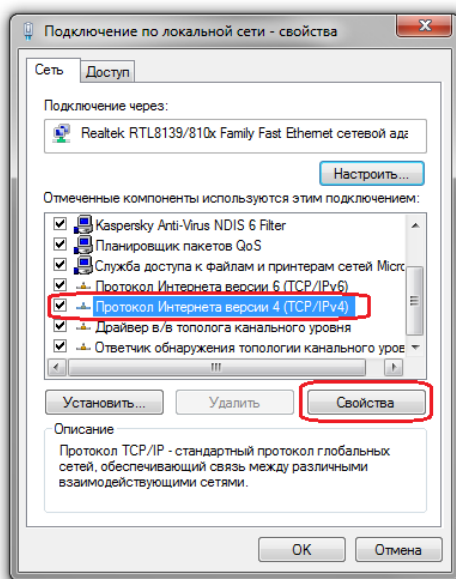 Подключение по локальной сети - свойства
Сеть Доступ
Подключение через:
Realtek RTL8139/810x Family Fast Ethernet сетевой ада
Настроить...
Отмеченные компоненты используются этим подключением:
Kaspersky Anti-Virus NDIS 6 Filter
Планировщик пакетов QoS
Служба доступа к файлам и принтерам сетей Micro
Протокол Интернета версии 6 (TCP/IPv6)
Протокол Интернета версии 4 (TCP/IPv4)
Драйвер в/в тополога канального уровня
Ответчик обнаружения топологии канального уров
Установить... Удалить Свойства
Описание
Протокол TCP/IP - стандартный протокол глобальных
сетей, обеспечивающий связь между различными
взаимодействующими сетями.
OK Отмена